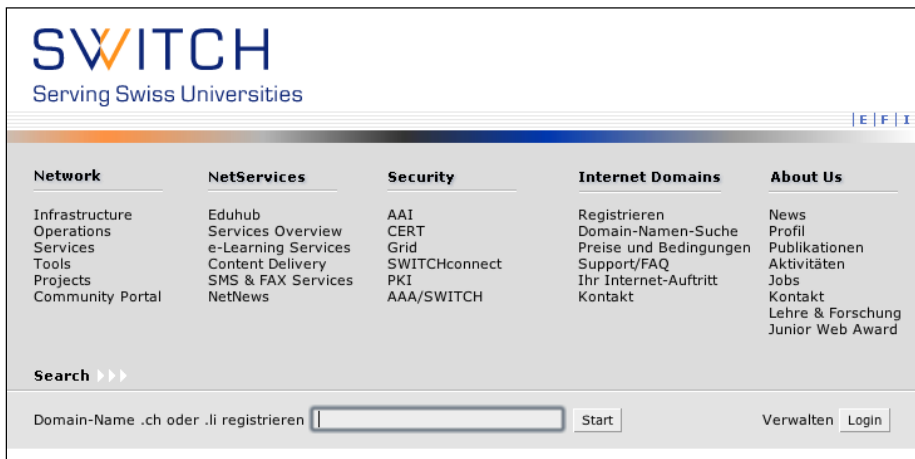 SWITCH
Serving Swiss Universities
| E | F | I
Network
Infrastructure
Operations
Services
Tools
Projects
Community Portal
NetServices
Eduhub
Services Overview
e-Learning Services
Content Delivery
SMS & FAX Services
NetNews
Security
AAI
CERT
Grid
SWITCHconnect
PKI
AAA/SWITCH
Internet Domains
Registrieren
Domain-Namen-Suche
Preise und Bedingungen
Support/FAQ
Ihr Internet-Auftritt
Kontakt
About Us
News
Profil
Publikationen
Aktivitäten
Jobs
Kontakt
Lehre & Forschung
Junior Web Award
Search
Domain-Name .ch oder .li registrieren
Start
Verwalten
Login